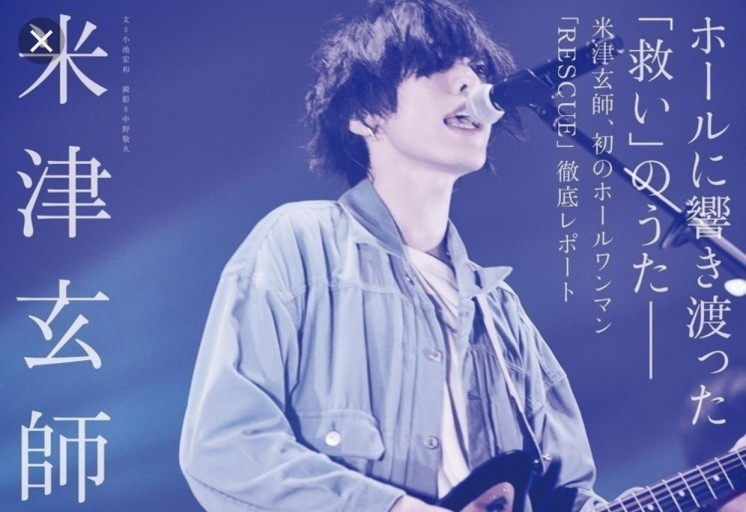 ホールに響き渡った
「救い」のうた――
米津玄師、初のホールワンマン
「RESCUE」徹底レポート
文=小池宏和 撮影=中野敬久
米津玄師